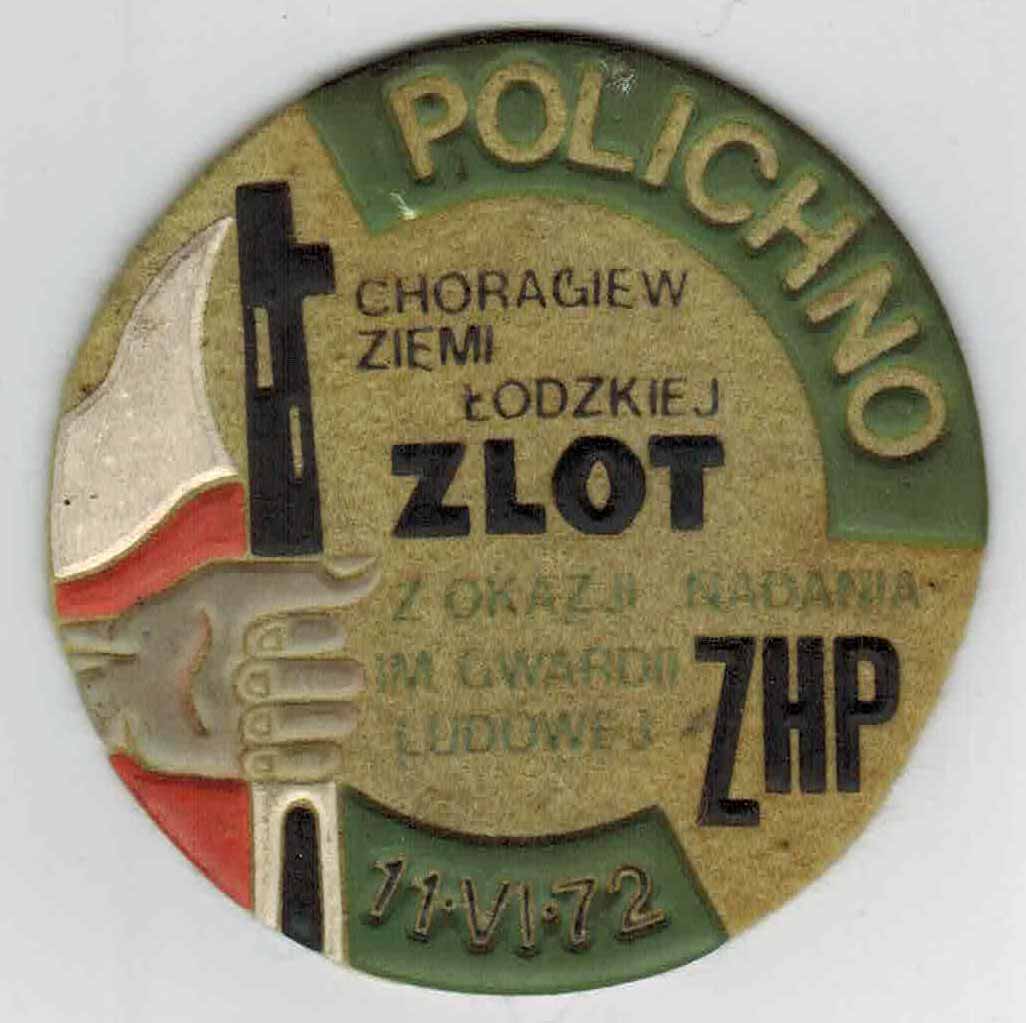 POLICHNO
CHORAGIEW
ZIEMI
ŁODZKIEJ
ZLOT
Z OKAZJI NADANIA
IM GWARDII
LUDOWEJ
ZHP
11·VI·72